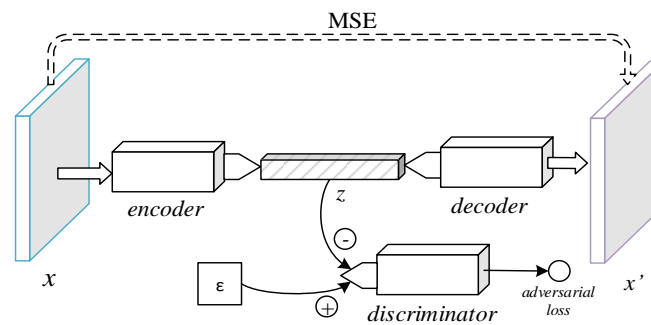 MSE
encoder
z
decoder
x
-
ε
+
discriminator
adversarial
loss
x'